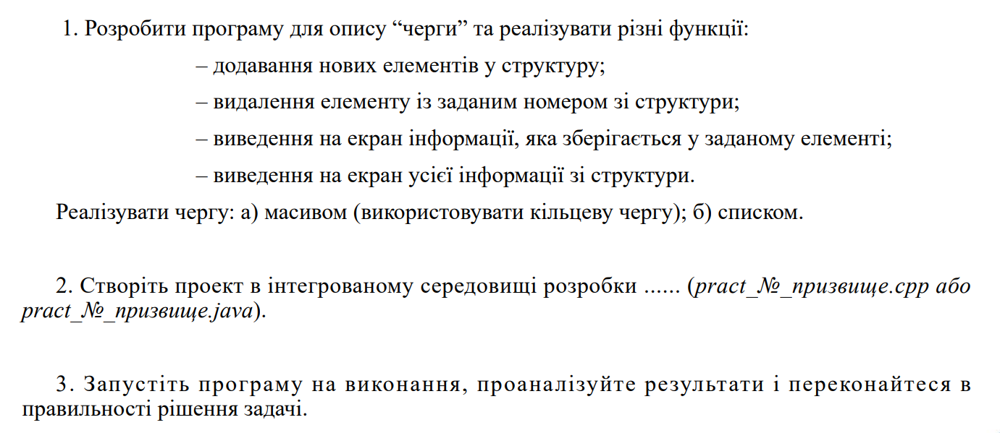 1. Розробити програму для опису “черги” та реалізувати різні функції:
– додавання нових елементів у структуру;
– видалення елементу із заданим номером зі структури;
– виведення на екран інформації, яка зберігається у заданому елементі;
– виведення на екран усієї інформації зі структури.
Реалізувати чергу: а) масивом (використовувати кільцеву чергу); б) списком.
2. Створіть проект в інтегрованому середовищі розробки ...... (pract_№_призвище.cpp або
pract_№_призвище.java).
3. Запустіть програму на виконання, проаналізуйте результати і переконайтеся в
правильності рішення задачі.